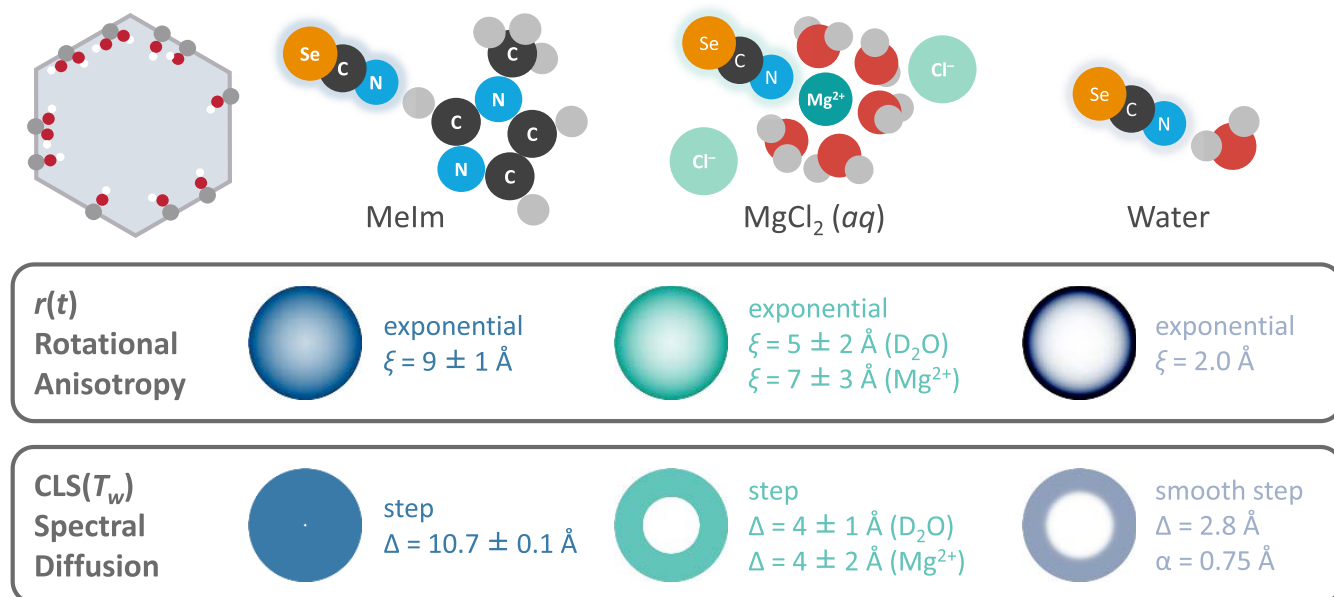 Se
C
N
C
C
N
C
N
C
C
MeIm
Se
C
N
Mg²⁺
Cl⁻
Cl⁻
MgCl₂ (aq)
Se
C
N
Water
r(t)
Rotational
Anisotropy
exponential
ξ = 9 ± 1 Å
exponential
ξ = 5 ± 2 Å (D₂O)
ξ = 7 ± 3 Å (Mg²⁺)
exponential
ξ = 2.0 Å
CLS(T_w)
Spectral
Diffusion
step
Δ = 10.7 ± 0.1 Å
step
Δ = 4 ± 1 Å (D₂O)
Δ = 4 ± 2 Å (Mg²⁺)
smooth step
Δ = 2.8 Å
α = 0.75 Å